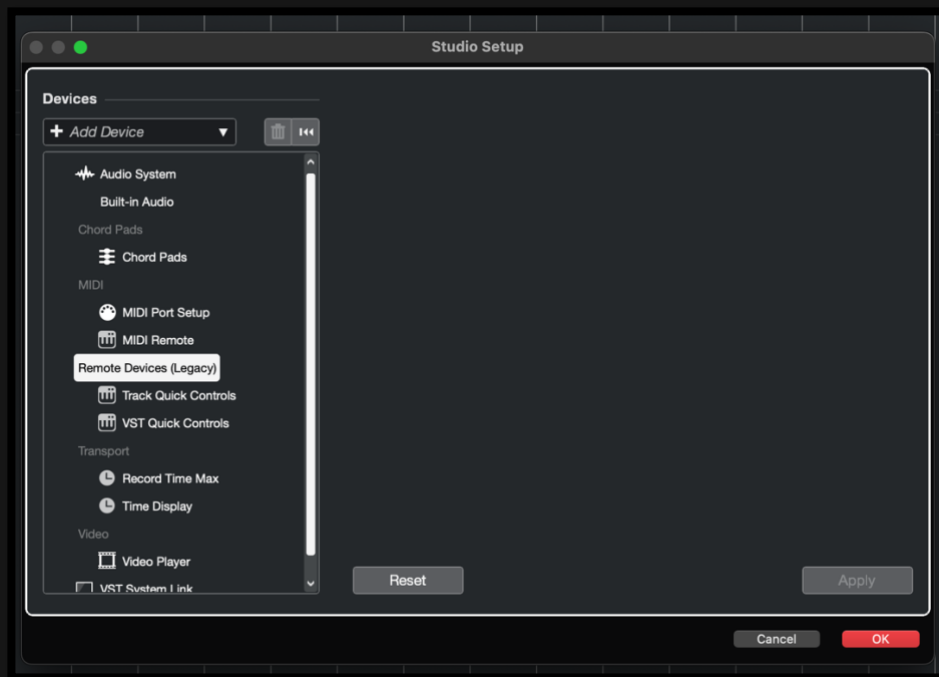 Studio Setup
Devices
+ Add Device
Audio System
Built-in Audio
Chord Pads
Chord Pads
MIDI
MIDI Port Setup
MIDI Remote
Remote Devices (Legacy)
Track Quick Controls
VST Quick Controls
Transport
Record Time Max
Time Display
Video
Video Player
VST System Link
Reset
Apply
Cancel
OK